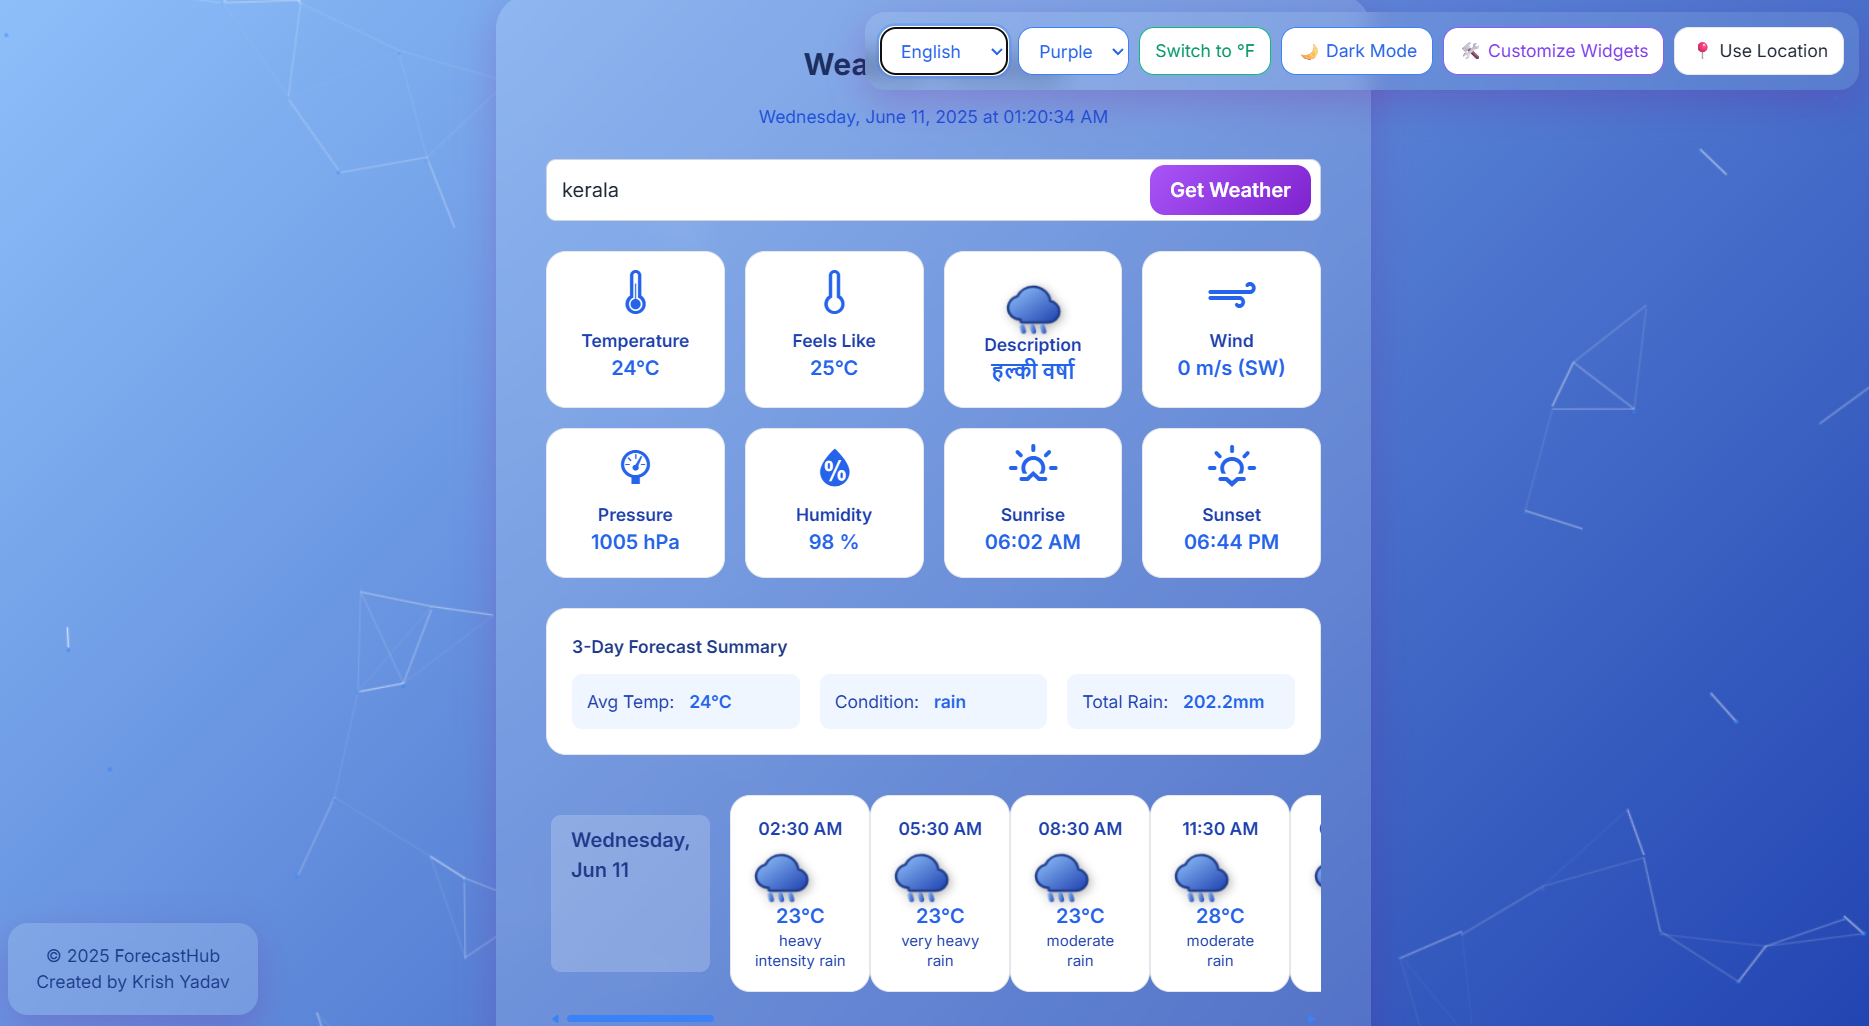 Wea
English
Purple
Switch to °F
🌙 Dark Mode
🛠 Customize Widgets
📍 Use Location
Wednesday, June 11, 2025 at 01:20:34 AM
kerala
Get Weather
Temperature
24°C
Feels Like
25°C
Description
हल्की वर्षा
Wind
0 m/s (SW)
Pressure
1005 hPa
Humidity
98 %
Sunrise
06:02 AM
Sunset
06:44 PM
3-Day Forecast Summary
Avg Temp: 24°C
Condition: rain
Total Rain: 202.2mm
Wednesday,
Jun 11
02:30 AM
23°C
heavy
intensity rain
05:30 AM
23°C
very heavy
rain
08:30 AM
23°C
moderate
rain
11:30 AM
28°C
moderate
rain
© 2025 ForecastHub
Created by Krish Yadav